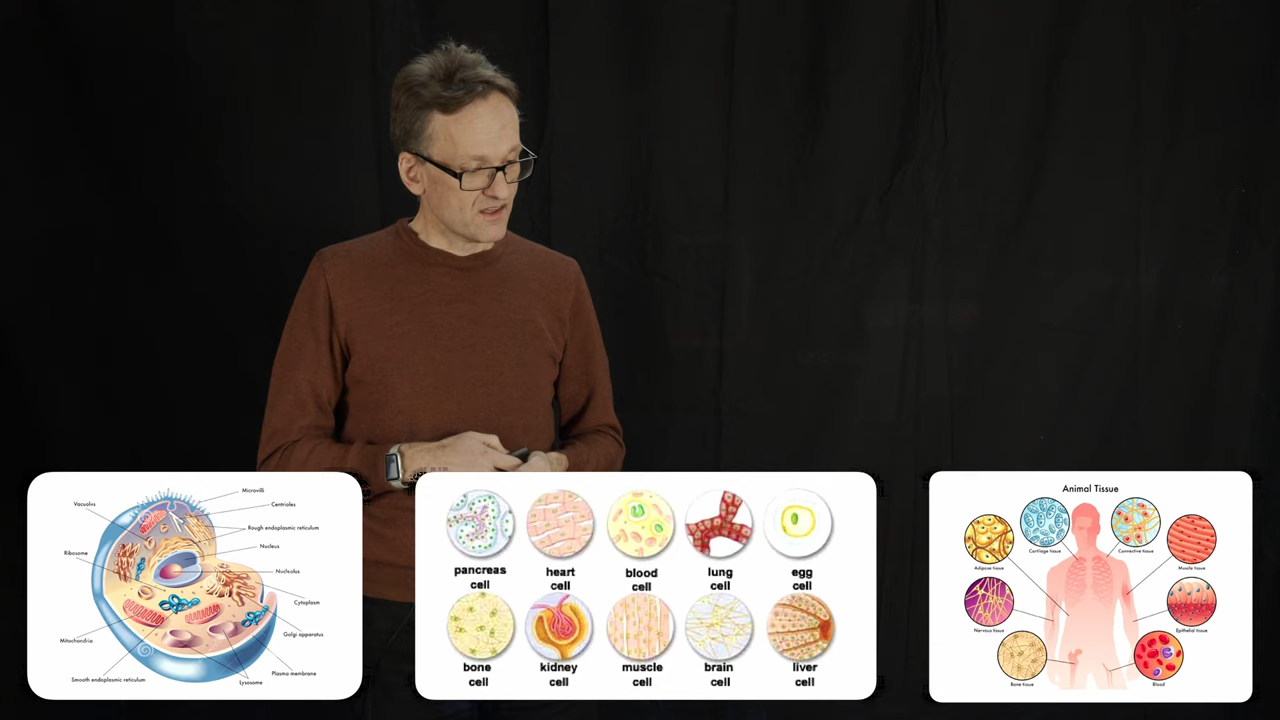 Microvilli
Vacuolvs
Centrioles
Rough endoplasmic reticulum
Nucleus
Ribosome
Nucleolus
Cytoplasm
Mitochondria
Golgi apparatus
Plasma membrane
Smooth endoplasmic reticulum
Lysosome
pancreas
cell
heart
cell
blood
cell
lung
cell
egg
cell
bone
cell
kidney
cell
muscle
cell
brain
cell
liver
cell
Animal Tissue
Cartilage tissue
Connective tissue
Adipose tissue
Muscle tissue
Nervous tissue
Epithelial tissue
Bone tissue
Blood